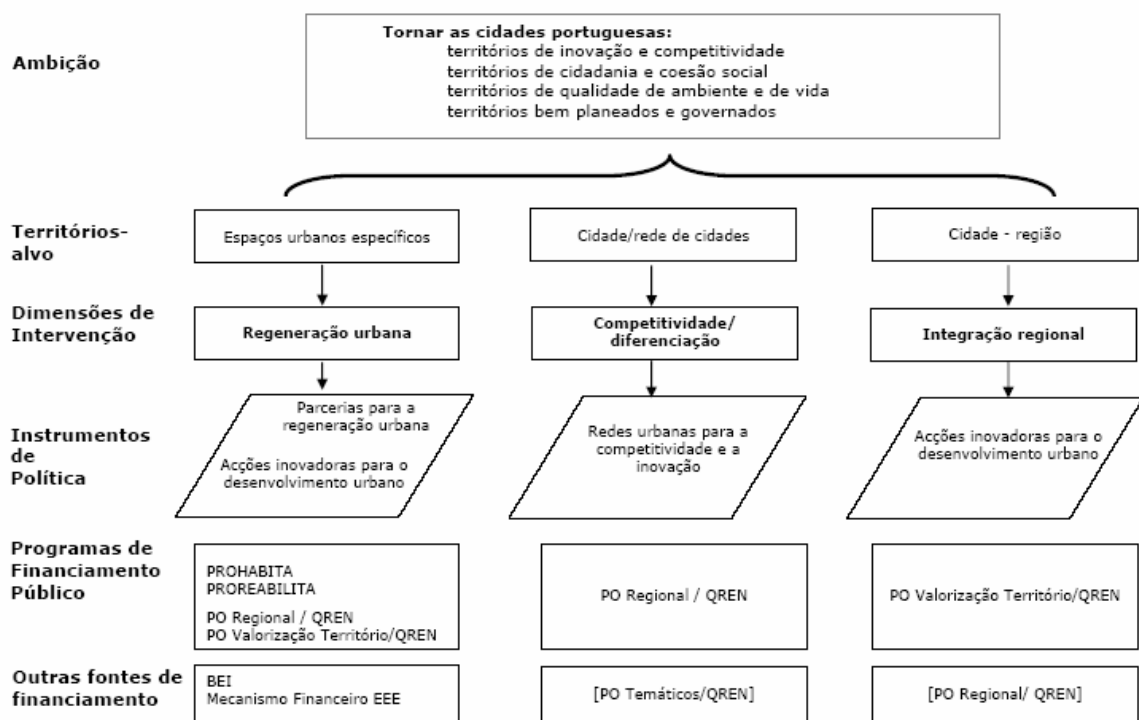 Ambição
Tornar as cidades portuguesas:
territórios de inovação e competitividade
territórios de cidadania e coesão social
territórios de qualidade de ambiente e de vida
territórios bem planeados e governados
Territórios-
alvo
Espaços urbanos específicos
Cidade/rede de cidades
Cidade - região
Dimensões de
Intervenção
Regeneração urbana
Competitividade/
diferenciação
Integração regional
Instrumentos
de
Política
Parcerias para a
regeneração urbana
Acções inovadoras para o
desenvolvimento urbano
Redes urbanas para a
competitividade e a
inovação
Acções inovadoras para o
desenvolvimento urbano
Programas de
Financiamento
Público
PROHABITA
PROREABILITA
PO Regional / QREN
PO Valorização Território/QREN
PO Regional / QREN
PO Valorização Território/QREN
Outras fontes de
financiamento
BEI
Mecanismo Financeiro EEE
[PO Temáticos/QREN]
[PO Regional/ QREN]